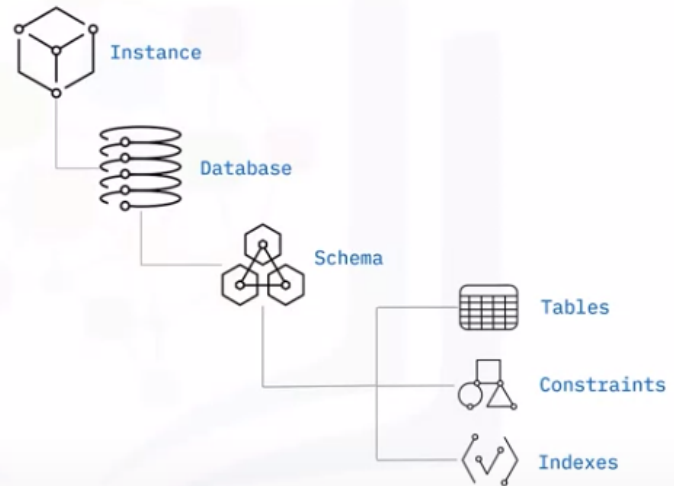 Instance
Database
Schema
Tables
Constraints
Indexes